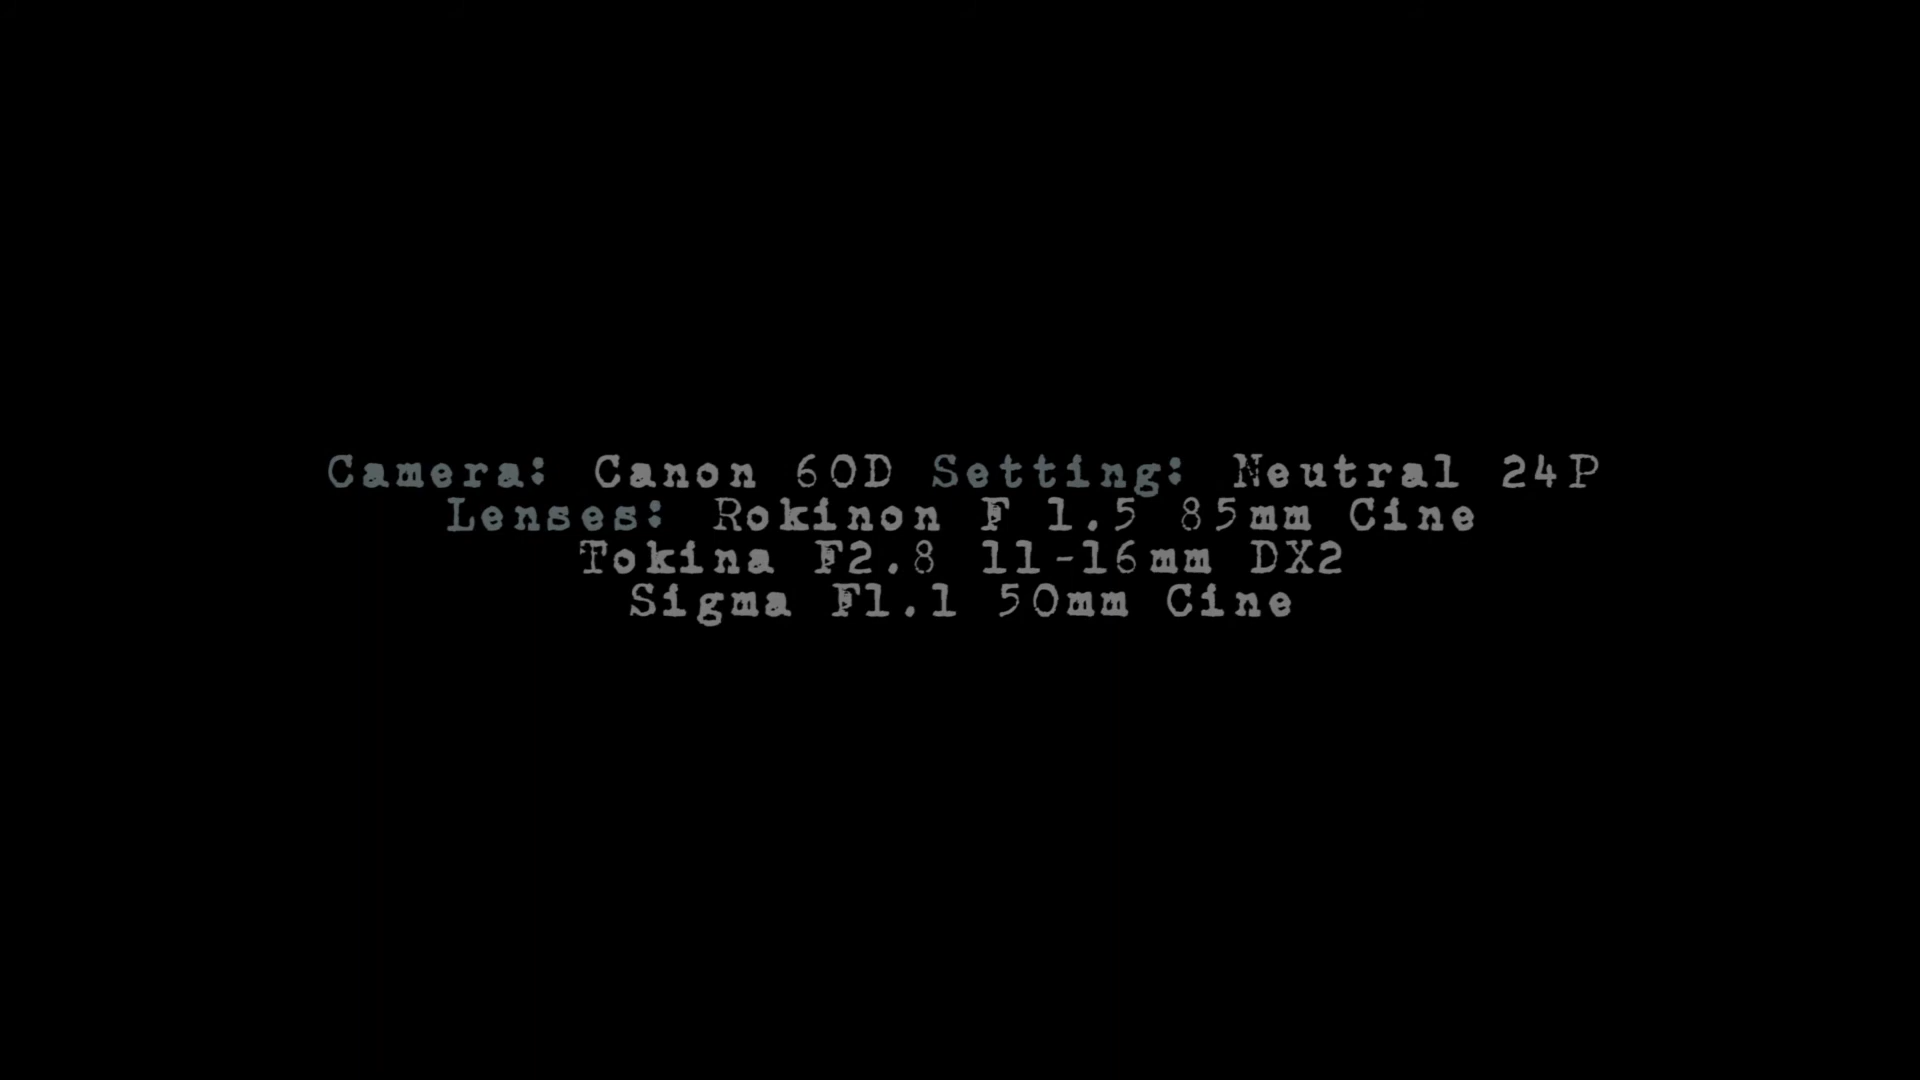 Camera: Canon 60D Setting: Neutral 24P
Lenses: Rokinon F 1.5 85mm Cine
Tokina F2.8 11-16mm DX2
Sigma F1.1 50mm Cine